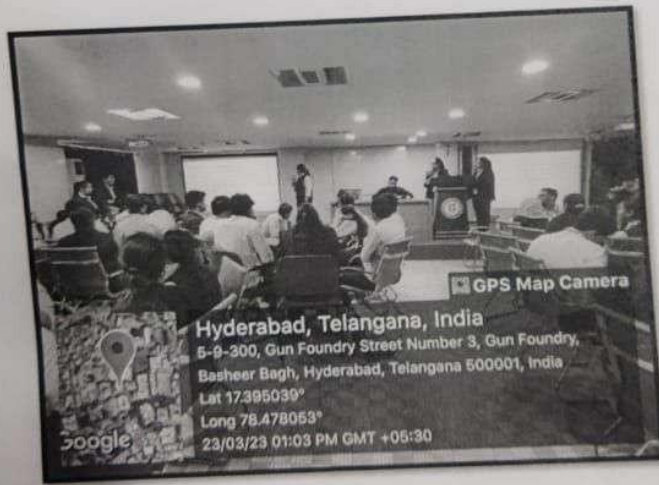 GPS Map Camera
Hyderabad, Telangana, India
5-9-300, Gun Foundry Street Number 3, Gun Foundry,
Basheer Bagh, Hyderabad, Telangana 500001, India
Lat 17.395039°
Long 78.478053°
23/03/23 01:03 PM GMT +05:30
Google